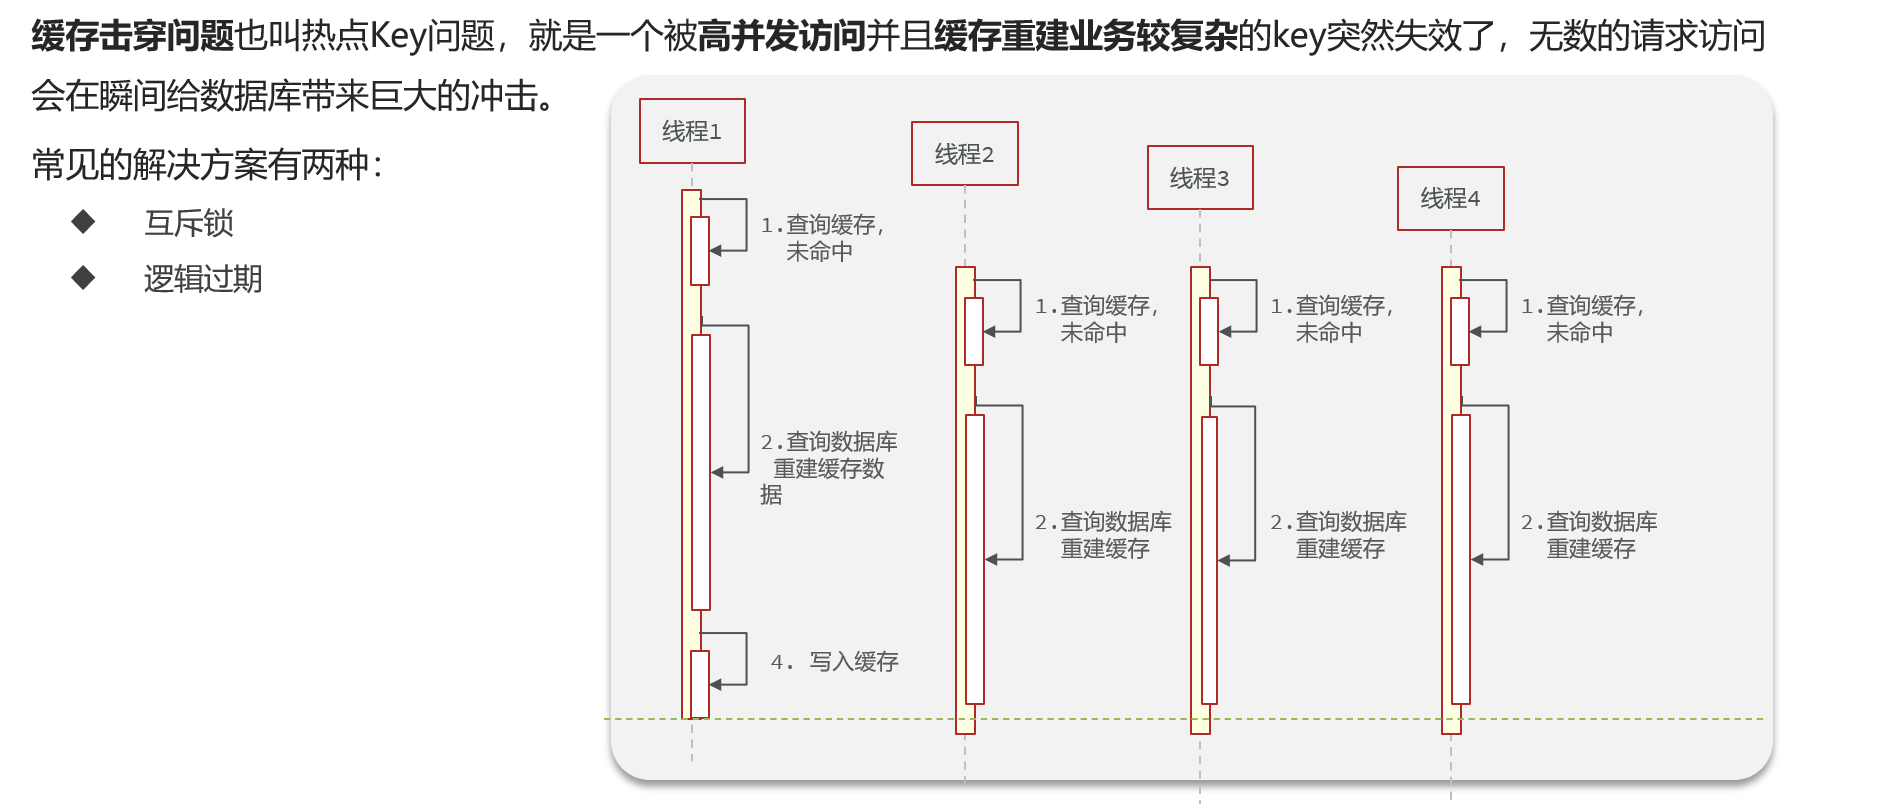 缓存击穿问题也叫热点Key问题，就是一个被高并发访问并且缓存重建业务较复杂的key突然失效了，无数的请求访问
会在瞬间给数据库带来巨大的冲击。
常见的解决方案有两种：
◆ 互斥锁
◆ 逻辑过期
线程1
1.查询缓存，
未命中
2.查询数据库
重建缓存数
据
4. 写入缓存
线程2
1.查询缓存，
未命中
2.查询数据库
重建缓存
线程3
1.查询缓存，
未命中
2.查询数据库
重建缓存
线程4
1.查询缓存，
未命中
2.查询数据库
重建缓存